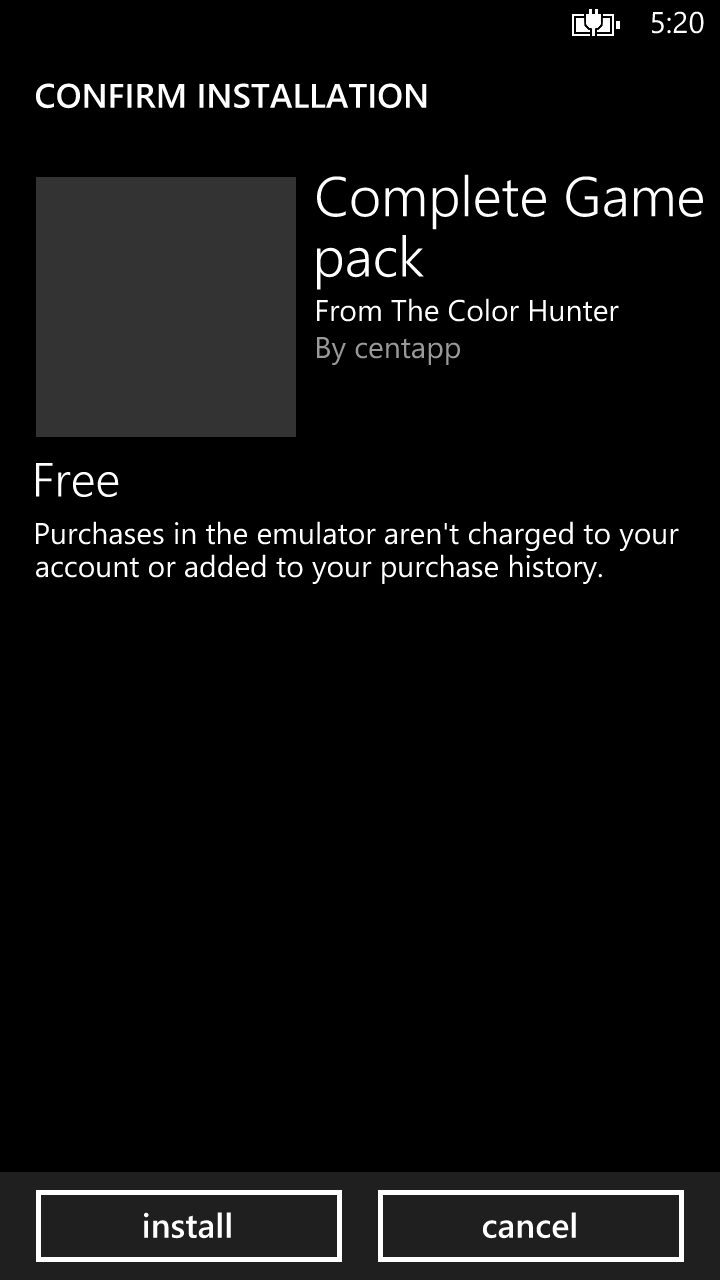 5:20
CONFIRM INSTALLATION
Complete Game
pack
From The Color Hunter
By centapp
Free
Purchases in the emulator aren't charged to your
account or added to your purchase history.
install
cancel